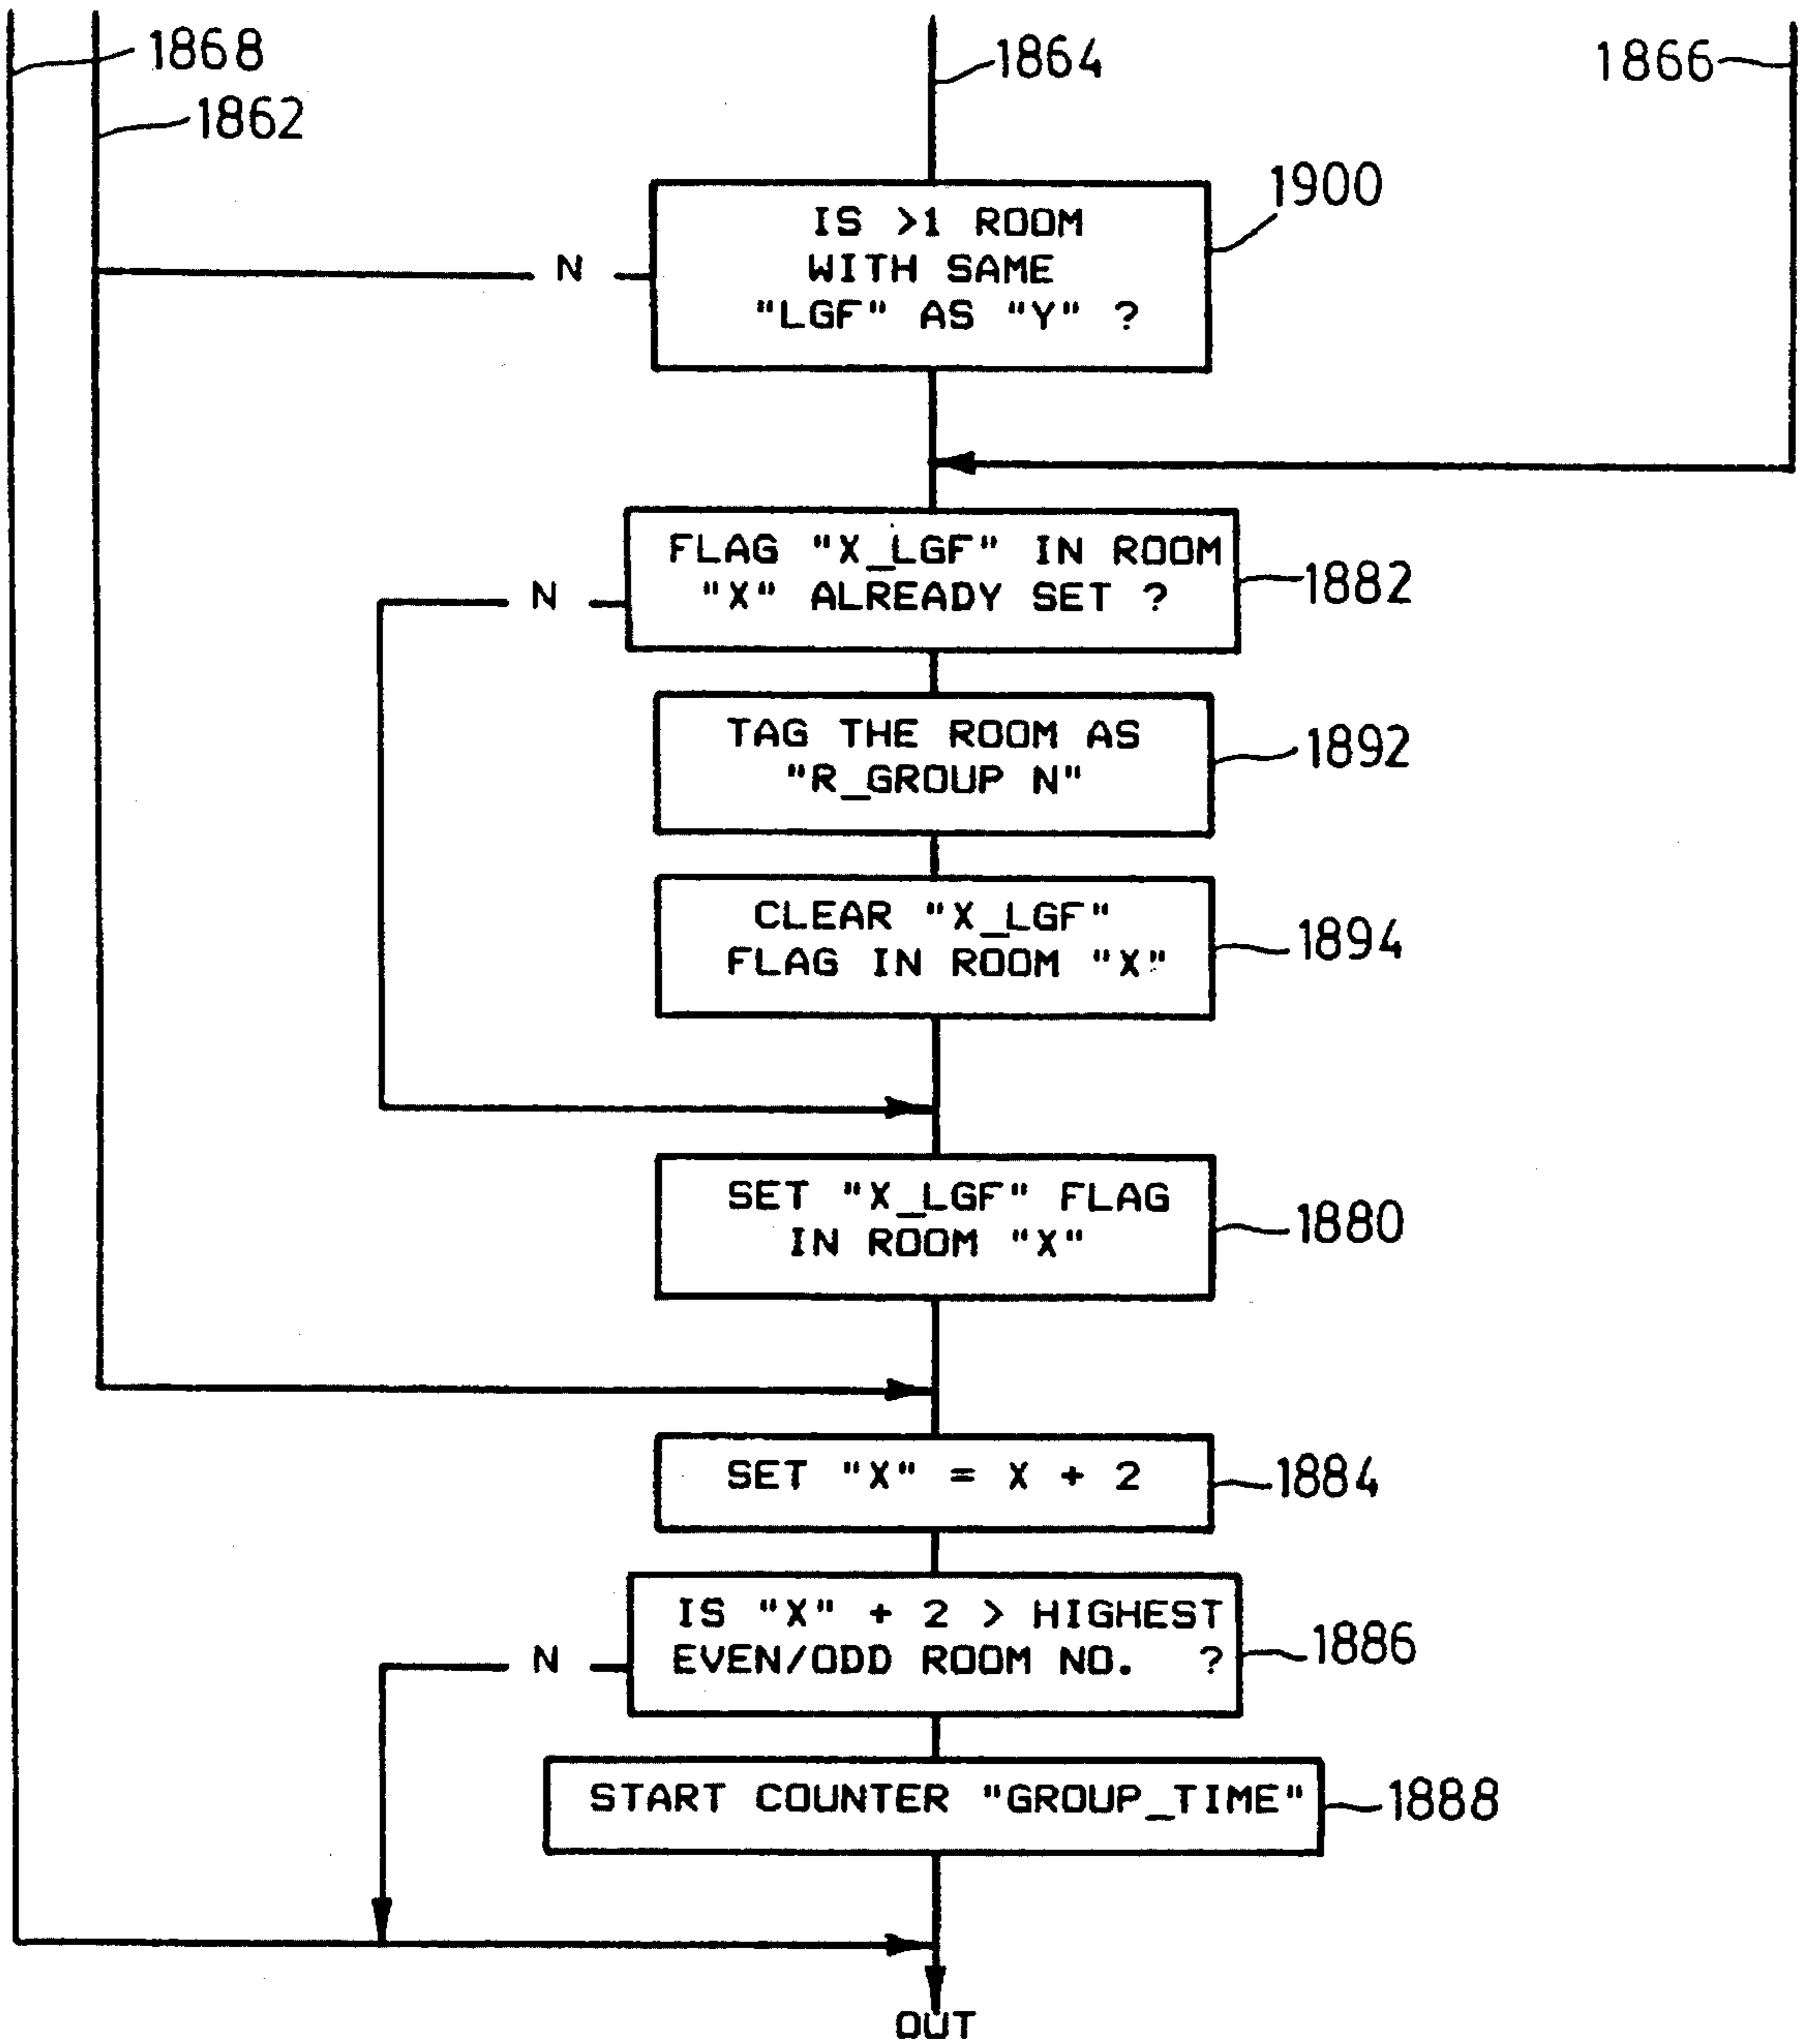 1868
1864
1866
1862
1900
IS >1 ROOM
WITH SAME
"LGF" AS "Y" ?
N
FLAG "X_LGF" IN ROOM
"X" ALREADY SET ?
1882
N
TAG THE ROOM AS
"R_GROUP N"
1892
CLEAR "X_LGF"
FLAG IN ROOM "X"
1894
SET "X_LGF" FLAG
IN ROOM "X"
1880
SET "X" = X + 2
1884
IS "X" + 2 > HIGHEST
EVEN/ODD ROOM NO. ?
1886
N
START COUNTER "GROUP_TIME"
1888
OUT